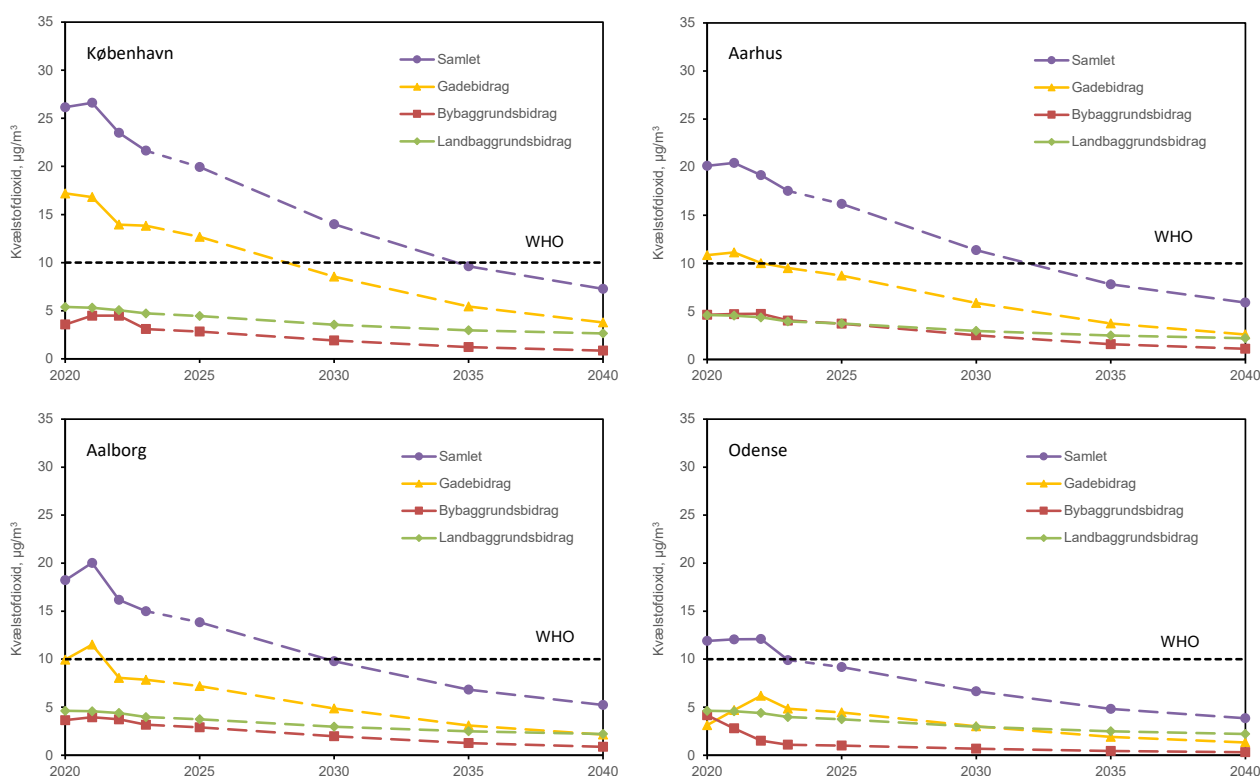 København
Kvælstofdioxid, µg/m³
35
30
25
20
15
10
5
0
Samlet
Gadebidrag
Bybaggrundsbidrag
Landbaggrundsbidrag
WHO
2020
2025
2030
2035
2040
Aarhus
Kvælstofdioxid, µg/m³
35
30
25
20
15
10
5
0
Samlet
Gadebidrag
Bybaggrundsbidrag
Landbaggrundsbidrag
WHO
2020
2025
2030
2035
2040
Aalborg
Kvælstofdioxid, µg/m³
35
30
25
20
15
10
5
0
Samlet
Gadebidrag
Bybaggrundsbidrag
Landbaggrundsbidrag
WHO
2020
2025
2030
2035
2040
Odense
Kvælstofdioxid, µg/m³
35
30
25
20
15
10
5
0
Samlet
Gadebidrag
Bybaggrundsbidrag
Landbaggrundsbidrag
WHO
2020
2025
2030
2035
2040